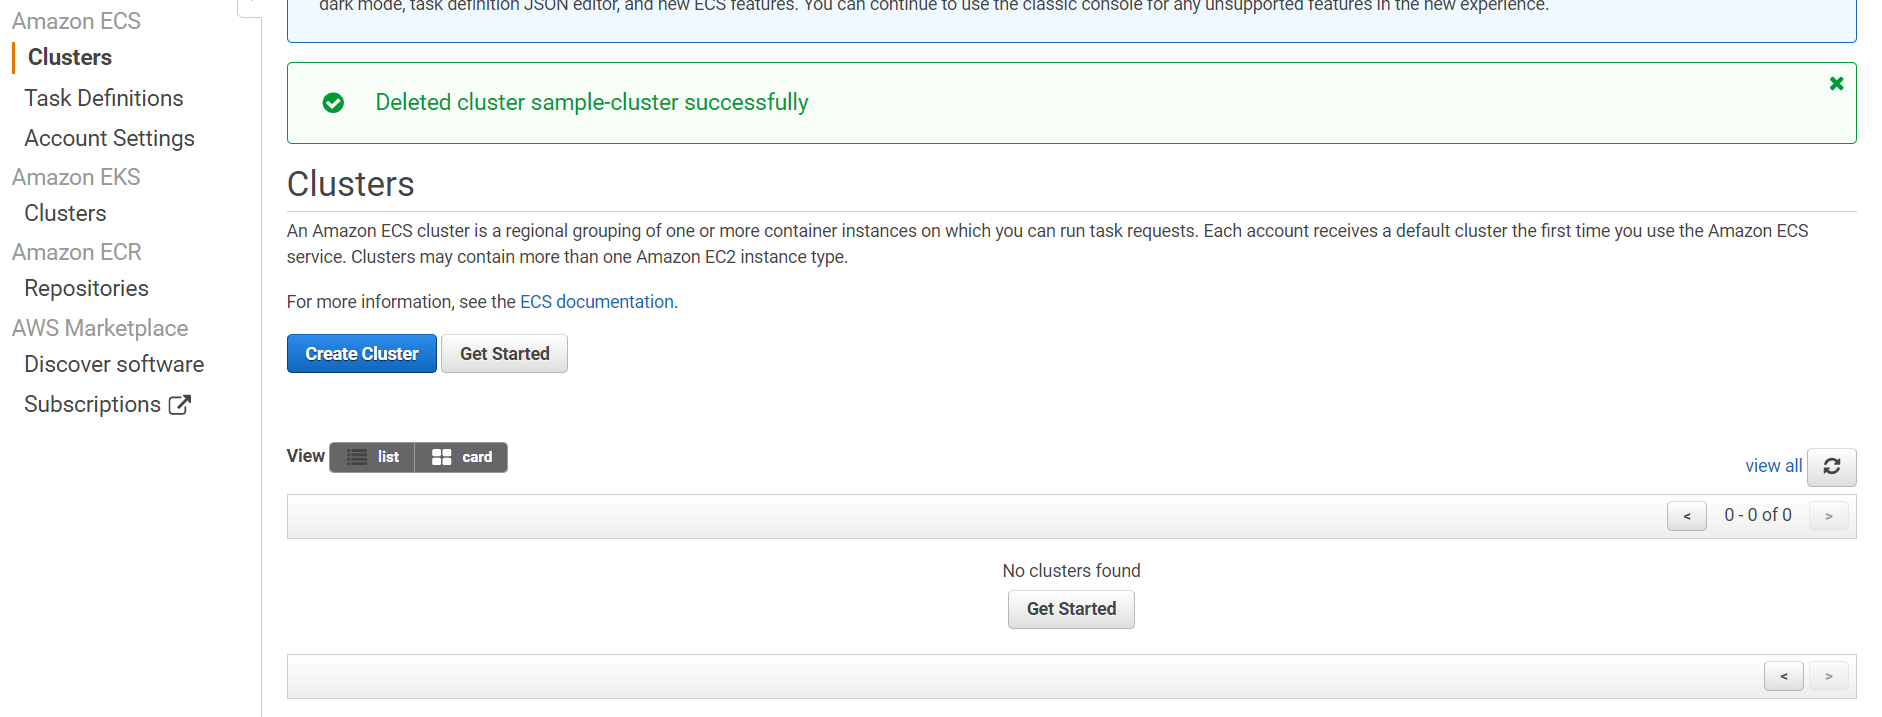 Amazon ECS
Clusters
Task Definitions
Account Settings
Amazon EKS
Clusters
Amazon ECR
Repositories
AWS Marketplace
Discover software
Subscriptions
dark mode, task definition JSON editor, and new ECS features. You can continue to use the classic console for any unsupported features in the new experience.
Deleted cluster sample-cluster successfully
Clusters
An Amazon ECS cluster is a regional grouping of one or more container instances on which you can run task requests. Each account receives a default cluster the first time you use the Amazon ECS
service. Clusters may contain more than one Amazon EC2 instance type.
For more information, see the ECS documentation.
Create Cluster Get Started
View list card
view all
< 0 - 0 of 0 >
No clusters found
Get Started
< >